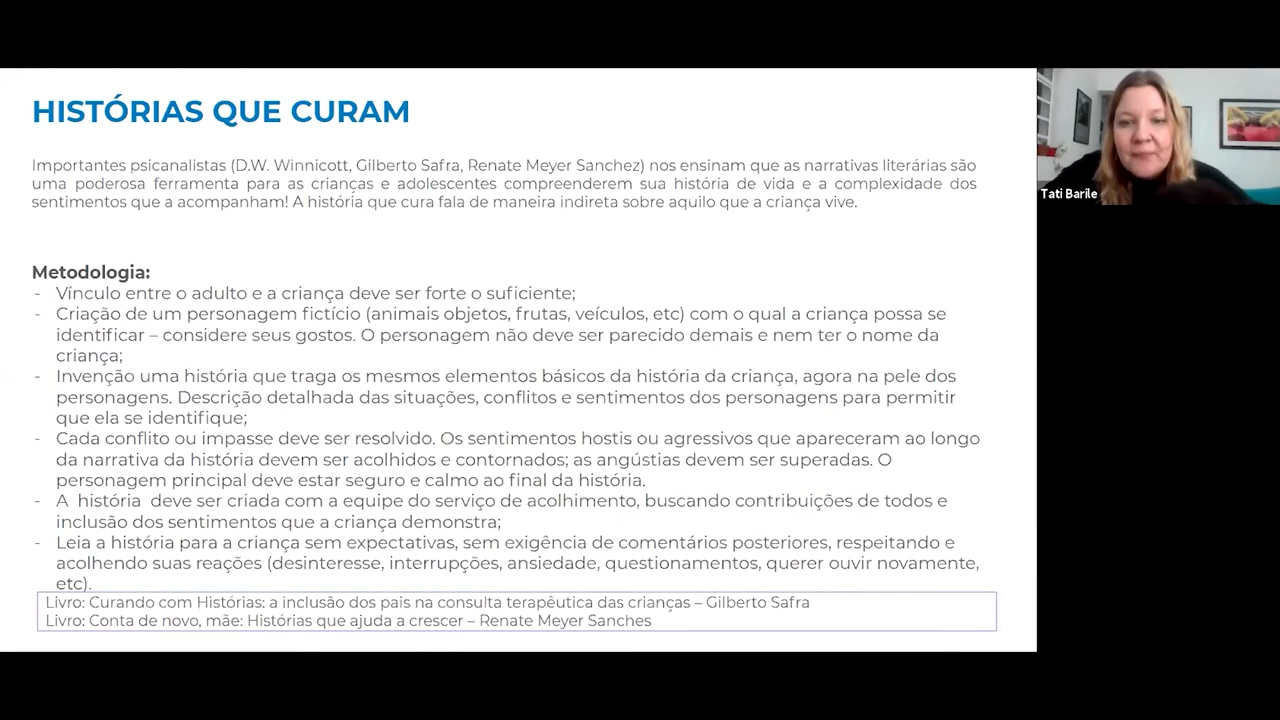 HISTÓRIAS QUE CURAM
Importantes psicanalistas (D.W. Winnicott, Gilberto Safra, Renate Meyer Sanchez) nos ensinam que as narrativas literárias são
uma poderosa ferramenta para as crianças e adolescentes compreenderem sua história de vida e a complexidade dos
sentimentos que a acompanham! A história que cura fala de maneira indireta sobre aquilo que a criança vive.
Metodologia:
- Vínculo entre o adulto e a criança deve ser forte o suficiente;
- Criação de um personagem fictício (animais objetos, frutas, veículos, etc) com o qual a criança possa se
identificar – considere seus gostos. O personagem não deve ser parecido demais e nem ter o nome da
criança;
- Invenção uma história que traga os mesmos elementos básicos da história da criança, agora na pele dos
personagens. Descrição detalhada das situações, conflitos e sentimentos dos personagens para permitir
que ela se identifique;
- Cada conflito ou impasse deve ser resolvido. Os sentimentos hostis ou agressivos que apareceram ao longo
da narrativa da história devem ser acolhidos e contornados; as angústias devem ser superadas. O
personagem principal deve estar seguro e calmo ao final da história.
- A história deve ser criada com a equipe do serviço de acolhimento, buscando contribuições de todos e
inclusão dos sentimentos que a criança demonstra;
- Leia a história para a criança sem expectativas, sem exigência de comentários posteriores, respeitando e
acolhendo suas reações (desinteresse, interrupções, ansiedade, questionamentos, querer ouvir novamente,
etc).
Livro: Curando com Histórias: a inclusão dos pais na consulta terapêutica das crianças – Gilberto Safra
Livro: Conta de novo, mãe: Histórias que ajuda a crescer – Renate Meyer Sanches
Tati Barile